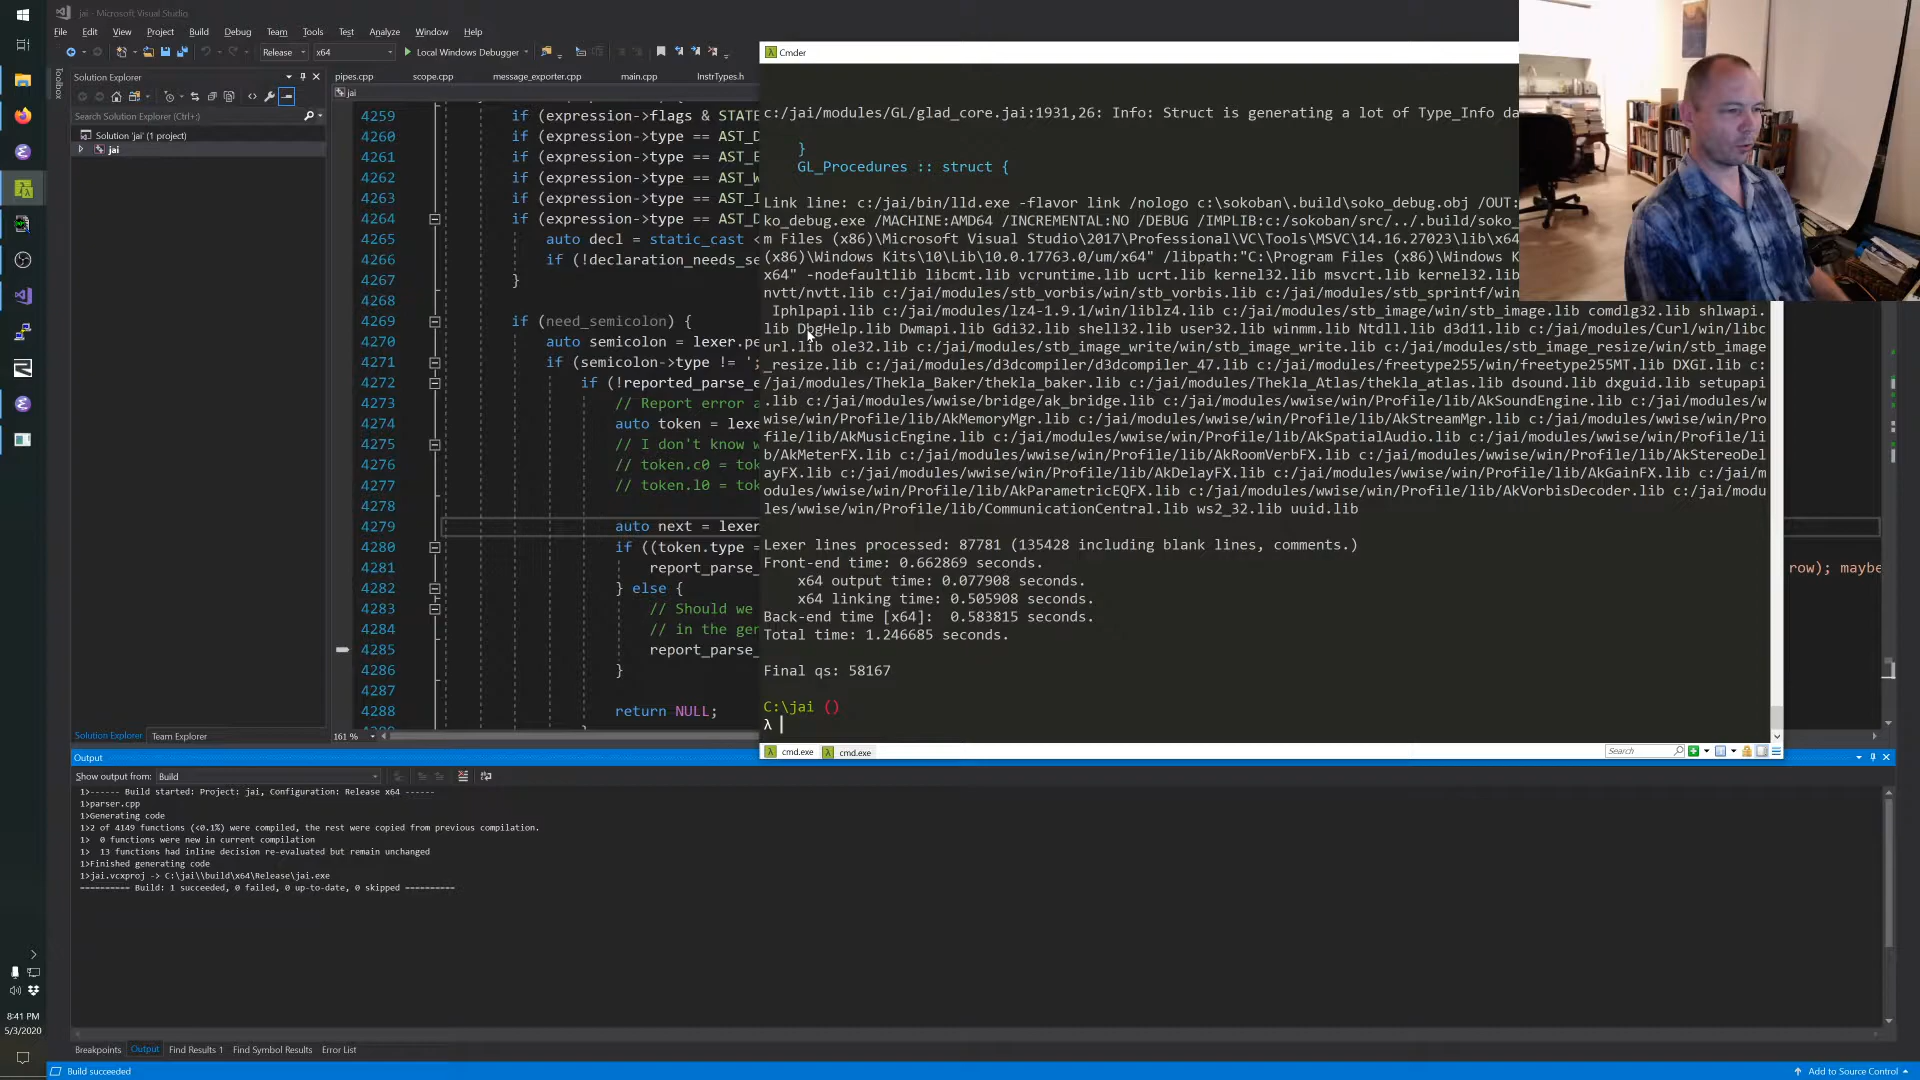 jai - Microsoft Visual Studio
File Edit View Project Build Debug Team Tools Test Analyze Window Help
Release x64 Local Windows Debugger
Toolbox
Solution Explorer
Search Solution Explorer (Ctrl+;)
Solution 'jai' (1 project)
jai
Solution Explorer Team Explorer
pipes.cpp scope.cpp message_exporter.cpp main.cpp InstrTypes.h
jai
4259 if (expression->flags & STATE
4260 if (expression->type == AST_D
4261 if (expression->type == AST_E
4262 if (expression->type == AST_W
4263 if (expression->type == AST_I
4264 if (expression->type == AST_D
4265 auto decl = static_cast <
4266 if (!declaration_needs_se
4267 }
4268
4269 if (need_semicolon) {
4270 auto semicolon = lexer.pe
4271 if (semicolon->type != ';
4272 if (!reported_parse_e
4273 // Report error a
4274 auto token = lexe
4275 // I don't know w
4276 // token.c0 = tok
4277 // token.l0 = tok
4278
4279 auto next = lexer
4280 if ((token.type =
4281 report_parse_
4282 } else {
4283 // Should we
4284 // in the gen
4285 report_parse_
4286 }
4287
4288 return NULL;
161 %
row); maybe
Cmder
c:/jai/modules/GL/glad_core.jai:1931,26: Info: Struct is generating a lot of Type_Info da
}
GL_Procedures :: struct {
Link line: c:/jai/bin/lld.exe -flavor link /nologo c:\sokoban\.build\soko_debug.obj /OUT:
ko_debug.exe /MACHINE:AMD64 /INCREMENTAL:NO /DEBUG /IMPLIB:c:/sokoban/src/../.build/soko_
m Files (x86)\Microsoft Visual Studio\2017\Professional\VC\Tools\MSVC\14.16.27023\lib\x64
(x86)\Windows Kits\10\Lib\10.0.17763.0/um/x64" /libpath:"C:\Program Files (x86)\Windows K
x64" -nodefaultlib libcmt.lib vcruntime.lib ucrt.lib kernel32.lib msvcrt.lib kernel32.lib
nvtt/nvtt.lib c:/jai/modules/stb_vorbis/win/stb_vorbis.lib c:/jai/modules/stb_sprintf/win
Iphlpapi.lib c:/jai/modules/lz4-1.9.1/win/liblz4.lib c:/jai/modules/stb_image/win/stb_image.lib comdlg32.lib shlwapi.
lib DbgHelp.lib Dwmapi.lib Gdi32.lib shell32.lib user32.lib winmm.lib Ntdll.lib d3d11.lib c:/jai/modules/Curl/win/libc
url.lib ole32.lib c:/jai/modules/stb_image_write/win/stb_image_write.lib c:/jai/modules/stb_image_resize/win/stb_image
_resize.lib c:/jai/modules/d3dcompiler/d3dcompiler_47.lib c:/jai/modules/freetype255/win/freetype255MT.lib DXGI.lib c:
/jai/modules/Thekla_Baker/thekla_baker.lib c:/jai/modules/Thekla_Atlas/thekla_atlas.lib dsound.lib dxguid.lib setupapi
.lib c:/jai/modules/wwise/bridge/ak_bridge.lib c:/jai/modules/wwise/win/Profile/lib/AkSoundEngine.lib c:/jai/modules/w
wise/win/Profile/lib/AkMemoryMgr.lib c:/jai/modules/wwise/win/Profile/lib/AkStreamMgr.lib c:/jai/modules/wwise/win/Pro
file/lib/AkMusicEngine.lib c:/jai/modules/wwise/win/Profile/lib/AkSpatialAudio.lib c:/jai/modules/wwise/win/Profile/li
b/AkMeterFX.lib c:/jai/modules/wwise/win/Profile/lib/AkRoomVerbFX.lib c:/jai/modules/wwise/win/Profile/lib/AkStereoDel
ayFX.lib c:/jai/modules/wwise/win/Profile/lib/AkDelayFX.lib c:/jai/modules/wwise/win/Profile/lib/AkGainFX.lib c:/jai/m
odules/wwise/win/Profile/lib/AkParametricEQFX.lib c:/jai/modules/wwise/win/Profile/lib/AkVorbisDecoder.lib c:/jai/modu
les/wwise/win/Profile/lib/CommunicationCentral.lib ws2_32.lib uuid.lib
Lexer lines processed: 87781 (135428 including blank lines, comments.)
Front-end time: 0.662869 seconds.
x64 output time: 0.077908 seconds.
x64 linking time: 0.505908 seconds.
Back-end time [x64]: 0.583815 seconds.
Total time: 1.246685 seconds.
Final qs: 58167
C:\jai ()
λ
cmd.exe cmd.exe Search
Output
Show output from: Build
1>------ Build started: Project: jai, Configuration: Release x64 ------
1>parser.cpp
1>Generating code
1>2 of 4149 functions (<0.1%) were compiled, the rest were copied from previous compilation.
1> 0 functions were new in current compilation
1> 13 functions had inline decision re-evaluated but remain unchanged
1>Finished generating code
1>jai.vcxproj -> C:\jai\\build\x64\Release\jai.exe
========== Build: 1 succeeded, 0 failed, 0 up-to-date, 0 skipped ==========
Breakpoints Output Find Results 1 Find Symbol Results Error List
Build succeeded Add to Source Control
8:41 PM
5/3/2020